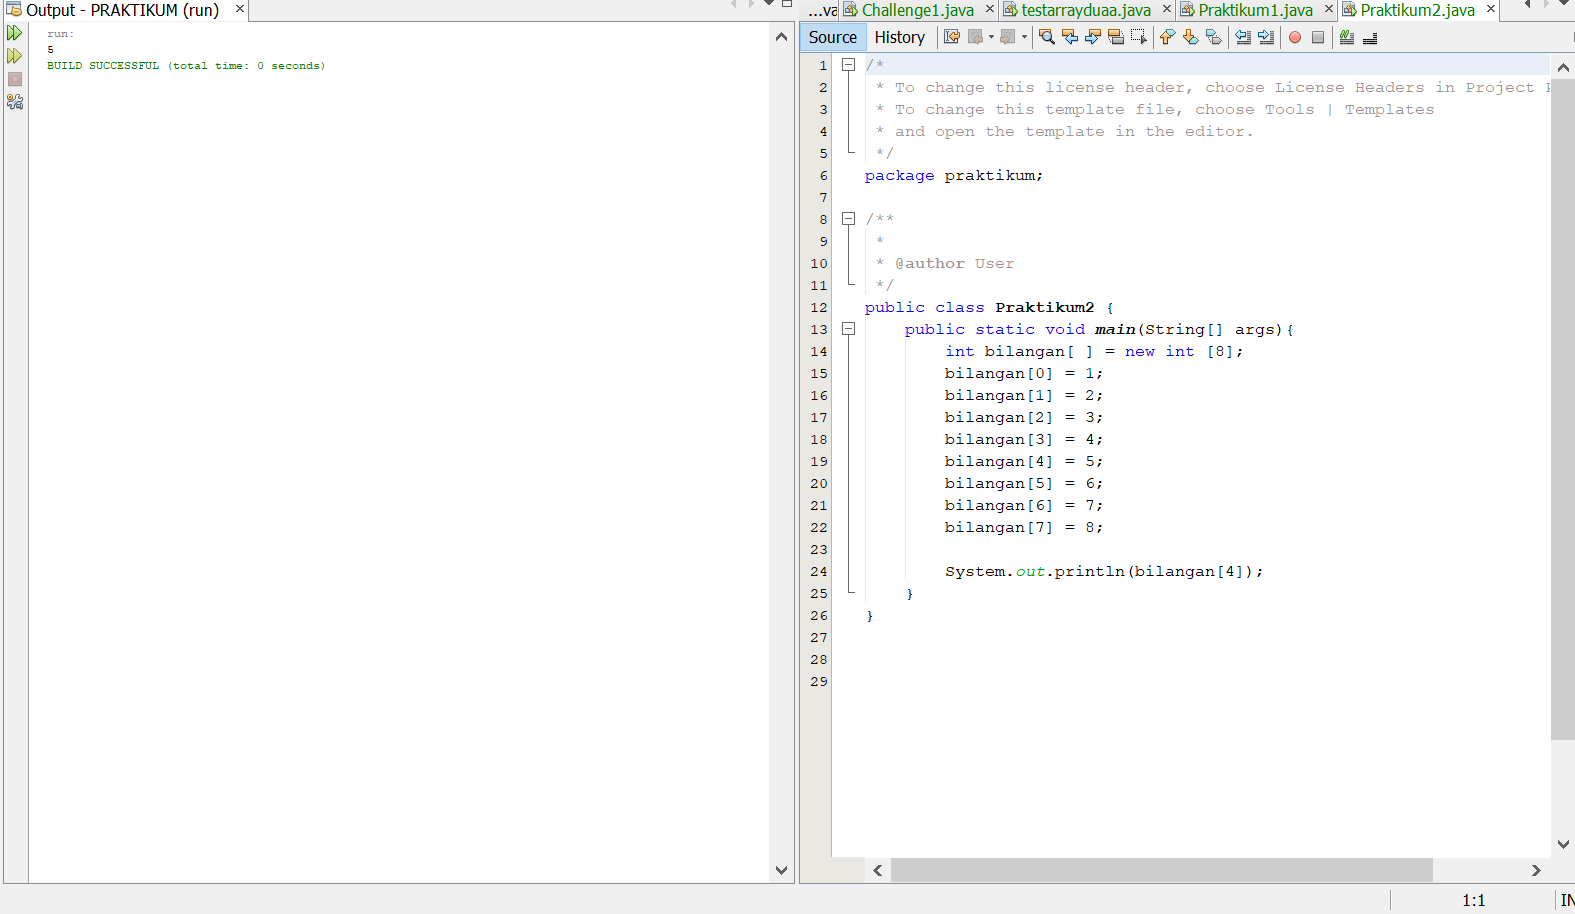 Output - PRAKTIKUM (run)
run:
5
BUILD SUCCESSFUL (total time: 0 seconds)
...va Challenge1.java testarrayduaa.java Praktikum1.java Praktikum2.java
Source History
1 /*
2 * To change this license header, choose License Headers in Project
3 * To change this template file, choose Tools | Templates
4 * and open the template in the editor.
5 */
6 package praktikum;
7
8 /**
9 *
10 * @author User
11 */
12 public class Praktikum2 {
13 public static void main(String[] args){
14 int bilangan[ ] = new int [8];
15 bilangan[0] = 1;
16 bilangan[1] = 2;
17 bilangan[2] = 3;
18 bilangan[3] = 4;
19 bilangan[4] = 5;
20 bilangan[5] = 6;
21 bilangan[6] = 7;
22 bilangan[7] = 8;
23
24 System.out.println(bilangan[4]);
25 }
26 }
27
28
29
1:1 IN